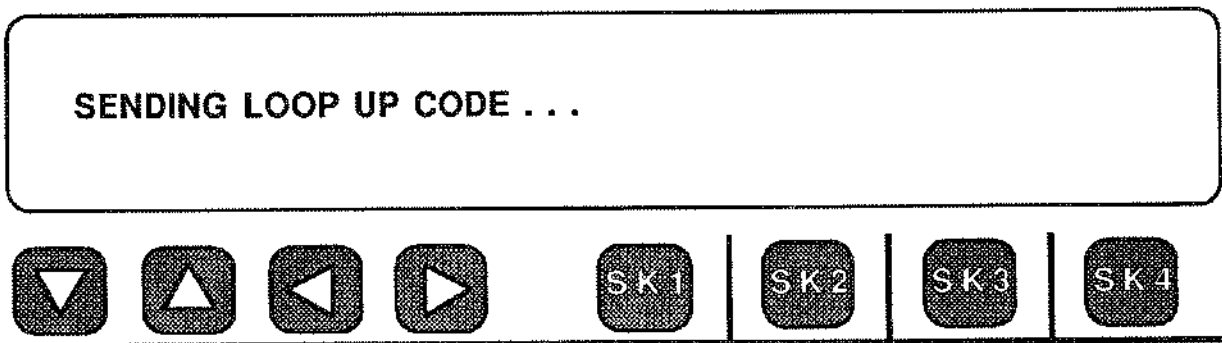 SENDING LOOP UP CODE . . .
SK1 SK2 SK3 SK4